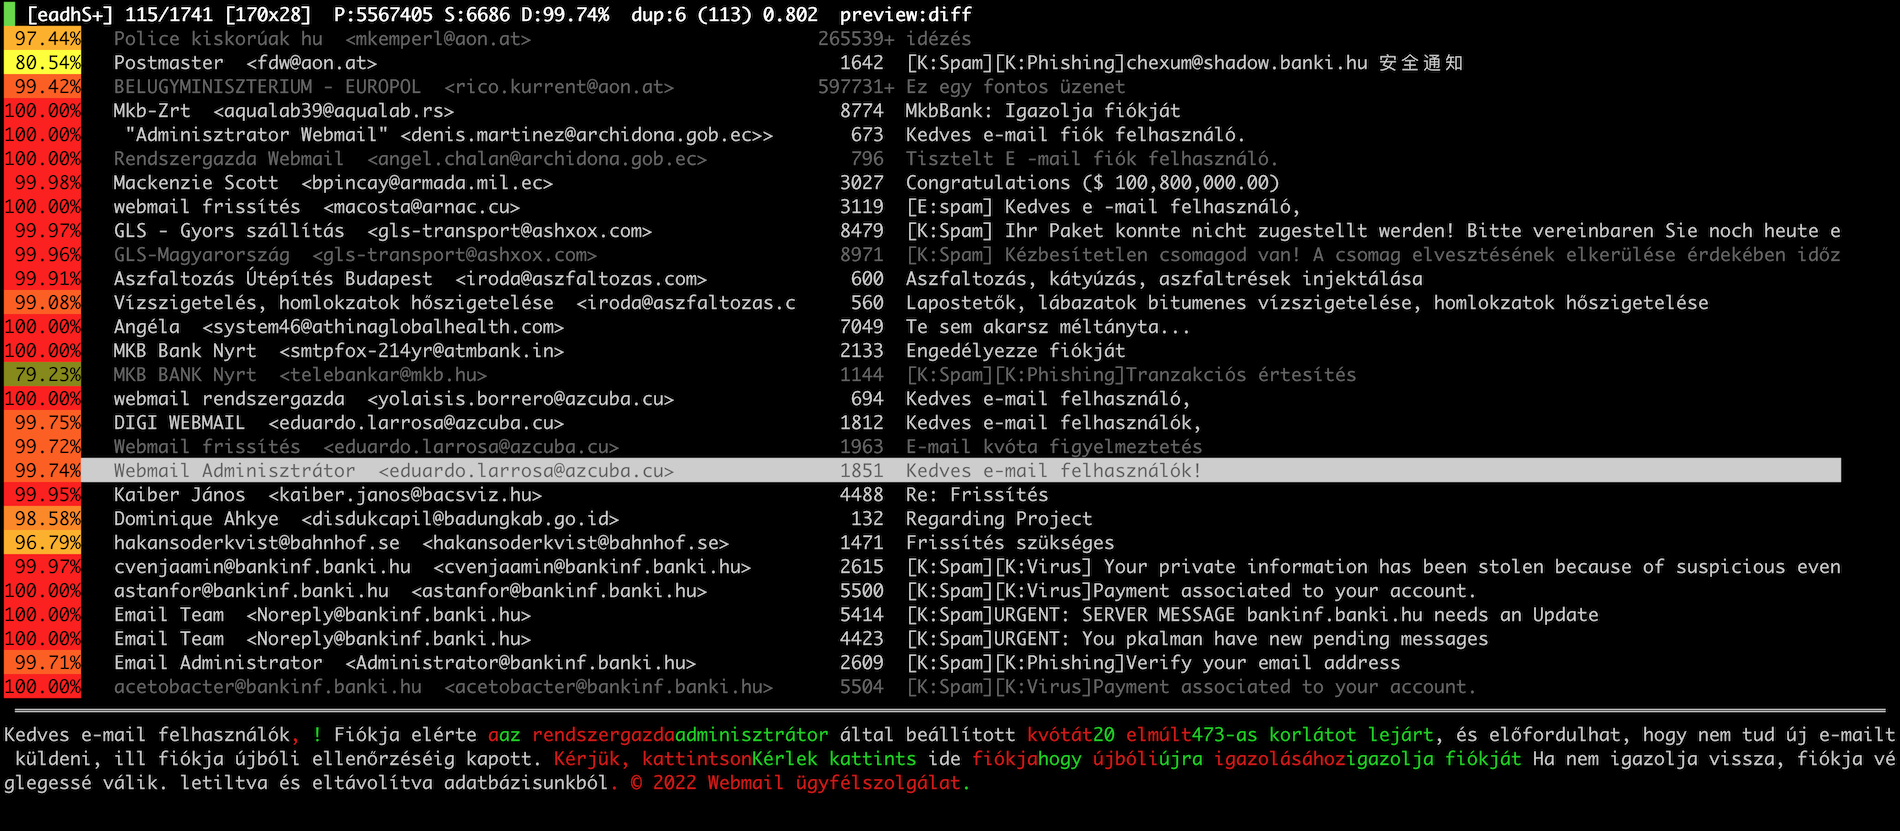 [eadhS+] 115/1741 [170x28]  P:5567405 S:6686 D:99.74%  dup:6 (113) 0.802  preview:diff
97.44% Police kiskorúak hu <mkemperl@aon.at> 265539+ idézés
80.54% Postmaster <fdw@aon.at> 1642 [K:Spam][K:Phishing]chexum@shadow.banki.hu 安全通知
99.42% BELUGYMINISZTERIUM - EUROPOL <rico.kurrent@aon.at> 597731+ Ez egy fontos üzenet
100.00% Mkb-Zrt <aqualab39@aqualab.rs> 8774 MkbBank: Igazolja fiókját
100.00% "Adminisztrator Webmail" <denis.martinez@archidona.gob.ec>> 673 Kedves e-mail fiók felhasználó.
100.00% Rendszergazda Webmail <angel.chalan@archidona.gob.ec> 796 Tisztelt E -mail fiók felhasználó.
99.98% Mackenzie Scott <bpincay@armada.mil.ec> 3027 Congratulations ($ 100,800,000.00)
100.00% webmail frissítés <macosta@arnac.cu> 3119 [E:spam] Kedves e -mail felhasználó,
99.97% GLS - Gyors szállítás <gls-transport@ashxox.com> 8479 [K:Spam] Ihr Paket konnte nicht zugestellt werden! Bitte vereinbaren Sie noch heute e
99.96% GLS-Magyarország <gls-transport@ashxox.com> 8971 [K:Spam] Kézbesítetlen csomagod van! A csomag elvesztésének elkerülése érdekében időz
99.91% Aszfaltozás Útépítés Budapest <iroda@aszfaltozas.com> 600 Aszfaltozás, kátyúzás, aszfaltrések injektálása
99.08% Vízszigetelés, homlokzatok hőszigetelése <iroda@aszfaltozas.c 560 Lapostetők, lábazatok bitumenes vízszigetelése, homlokzatok hőszigetelése
100.00% Angéla <system46@athinaglobalhealth.com> 7049 Te sem akarsz méltányta...
100.00% MKB Bank Nyrt <smtpfox-214yr@atmbank.in> 2133 Engedélyezze fiókját
79.23% MKB BANK Nyrt <telebankar@mkb.hu> 1144 [K:Spam][K:Phishing]Tranzakciós értesítés
100.00% webmail rendszergazda <yolaisis.borrero@azcuba.cu> 694 Kedves e-mail felhasználó,
99.75% DIGI WEBMAIL <eduardo.larrosa@azcuba.cu> 1812 Kedves e-mail felhasználók,
99.72% Webmail frissítés <eduardo.larrosa@azcuba.cu> 1963 E-mail kvóta figyelmeztetés
99.74% Webmail Adminisztrátor <eduardo.larrosa@azcuba.cu> 1851 Kedves e-mail felhasználók!
99.95% Kaiber János <kaiber.janos@bacsviz.hu> 4488 Re: Frissítés
98.58% Dominique Ahkye <disdukcapil@badungkab.go.id> 132 Regarding Project
96.79% hakansoderkvist@bahnhof.se <hakansoderkvist@bahnhof.se> 1471 Frissítés szükséges
99.97% cvenjaamin@bankinf.banki.hu <cvenjaamin@bankinf.banki.hu> 2615 [K:Spam][K:Virus] Your private information has been stolen because of suspicious even
100.00% astanfor@bankinf.banki.hu <astanfor@bankinf.banki.hu> 5500 [K:Spam][K:Virus]Payment associated to your account.
100.00% Email Team <Noreply@bankinf.banki.hu> 5414 [K:Spam]URGENT: SERVER MESSAGE bankinf.banki.hu needs an Update
100.00% Email Team <Noreply@bankinf.banki.hu> 4423 [K:Spam]URGENT: You pkalman have new pending messages
99.71% Email Administrator <Administrator@bankinf.banki.hu> 2609 [K:Spam][K:Phishing]Verify your email address
100.00% acetobacter@bankinf.banki.hu <acetobacter@bankinf.banki.hu> 5504 [K:Spam][K:Virus]Payment associated to your account.
Kedves e-mail felhasználók, ! Fiókja elérte aaz rendszergazdaadminisztrátor által beállított kvótát20 elmúlt473-as korlátot lejárt, és előfordulhat, hogy nem tud új e-mailt
küldeni, ill fiókja újbóli ellenőrzéséig kapott. Kérjük, kattintsonKérlek kattints ide fiókjahogy újbóliújra igazolásáhozigazolja fiókját Ha nem igazolja vissza, fiókja vé
glegessé válik. letiltva és eltávolítva adatbázisunkból. © 2022 Webmail ügyfélszolgálat.